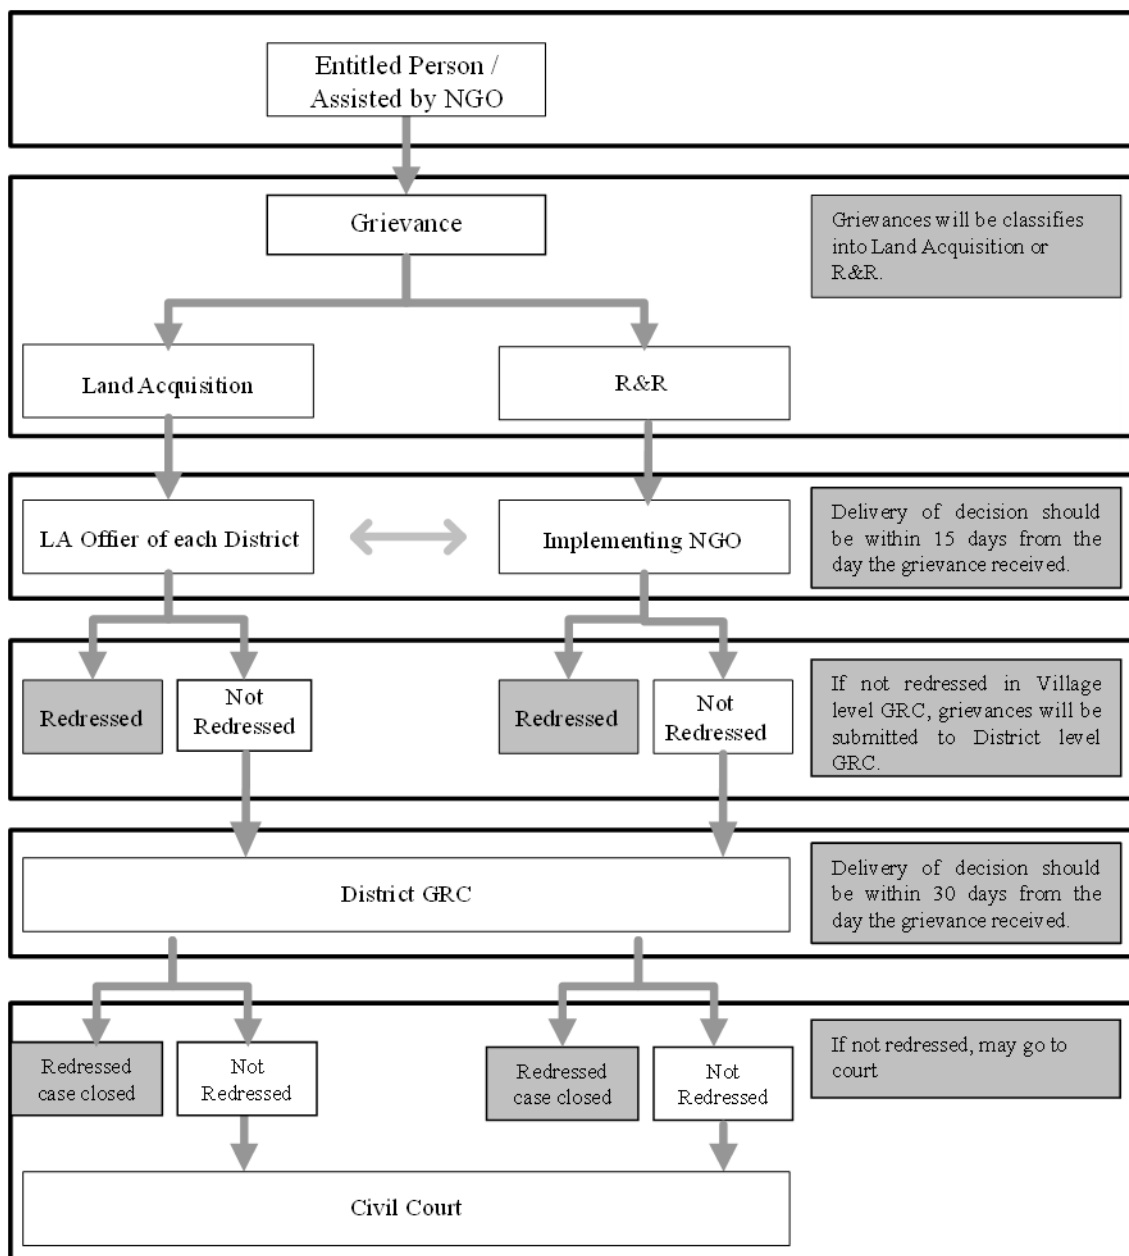 Entitled Person /
Assisted by NGO
Grievance
Grievances will be classifies
into Land Acquisition or
R&R.
Land Acquisition
R&R
LA Offier of each District
Implementing NGO
Delivery of decision should
be within 15 days from the
day the grievance received.
Redressed
Not
Redressed
Redressed
Not
Redressed
If not redressed in Village
level GRC, grievances will be
submitted to District level
GRC.
District GRC
Delivery of decision should
be within 30 days from the
day the grievance received.
Redressed
case closed
Not
Redressed
Redressed
case closed
Not
Redressed
If not redressed, may go to
court
Civil Court